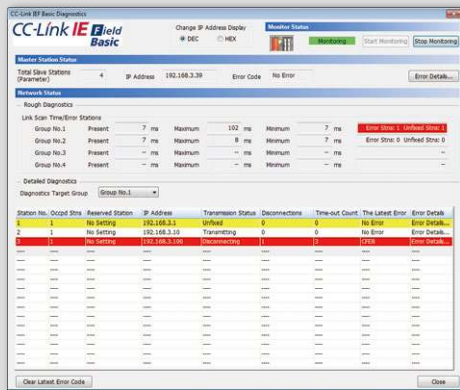 CC-Link IEF Basic Diagnostics
CC-Link IE Field Basic
Change IP Address Display
DEC HEX
Monitor Status
Monitoring Start Monitoring Stop Monitoring
Master Station Status
Total Slave Stations (Parameter) 4 IP Address 192.168.3.39 Error Code No Error Error Details...
Network Status
Rough Diagnostics
Link Scan Time/Error Stations
Group No.1 Present 7 ms Maximum 102 ms Minimum 7 ms Error Stns: 1 Unfixed Stns: 1
Group No.2 Present 7 ms Maximum 8 ms Minimum 7 ms Error Stns: 0 Unfixed Stns: 0
Group No.3 Present -- ms Maximum -- ms Minimum -- ms --
Group No.4 Present -- ms Maximum -- ms Minimum -- ms --
Detailed Diagnostics
Diagnostics Target Group Group No.1
Station No. Occpd Stns Reserved Station IP Address Transmission Status Disconnections Time-out Count The Latest Error Error Details
1 1 No Setting 192.168.3.1 Unfixed 0 0 No Error Error Details...
2 1 No Setting 192.168.3.10 Transmitting 0 0 No Error Error Details...
3 1 No Setting 192.168.3.100 Disconnecting 1 3 CFE8 Error Details...
Clear Latest Error Code Close